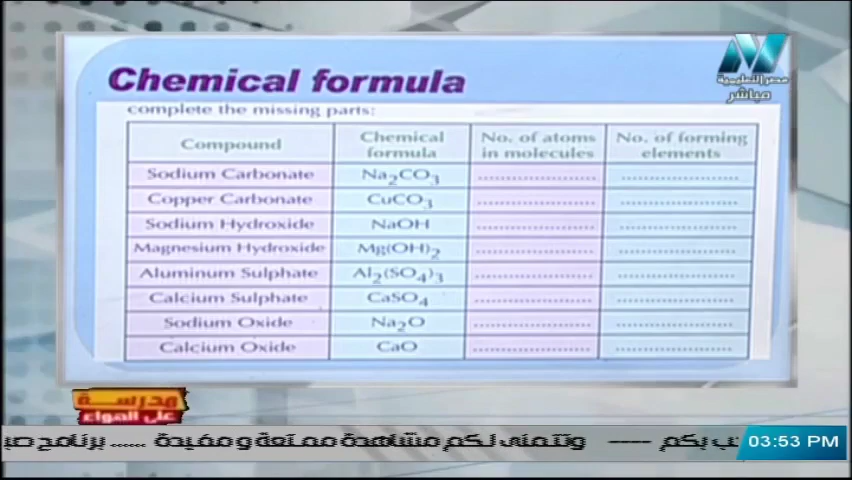 Chemical formula
مصر التعليمية
مباشر
complete the missing parts:
Compound Chemical formula No. of atoms in molecules No. of forming elements
Sodium Carbonate Na₂CO₃ .................... ....................
Copper Carbonate CuCO₃ .................... ....................
Sodium Hydroxide NaOH .................... ....................
Magnesium Hydroxide Mg(OH)₂ .................... ....................
Aluminum Sulphate Al₂(SO₄)₃ .................... ....................
Calcium Sulphate CaSO₄ .................... ....................
Sodium Oxide Na₂O .................... ....................
Calcium Oxide CaO .................... ....................
مدرسة
على الهواء
بكم ---- ونتمنى لكم مشاهدة ممتعة ومفيدة ...... برنامج
03:53 PM